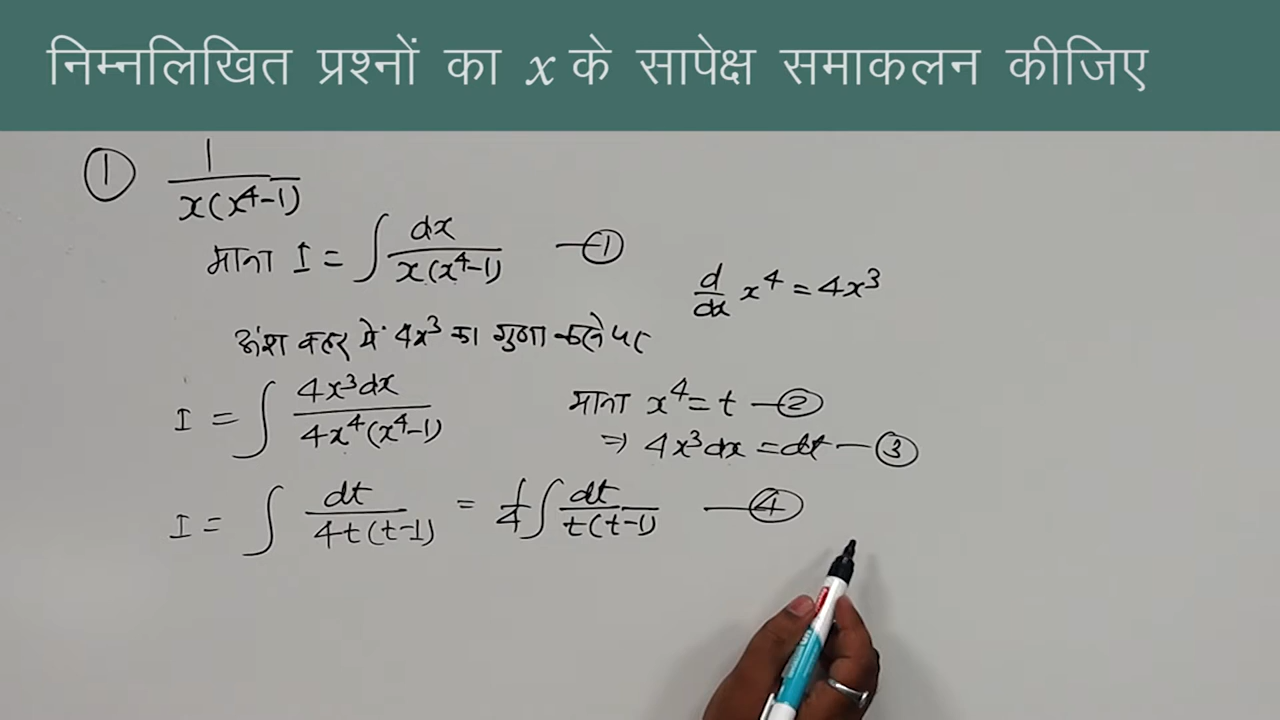 निम्नलिखित प्रश्नों का x के सापेक्ष समाकलन कीजिए
① 1/x(x⁴-1)
माना I = ∫ dx/x(x⁴-1) —①
d/dx x⁴ = 4x³
अंश व हर में 4x³ का गुणा करने पर
I = ∫ 4x³dx/4x⁴(x⁴-1)
माना x⁴ = t —②
⇒ 4x³dx = dt —③
I = ∫ dt/4t(t-1) = 1/4 ∫ dt/t(t-1) —④